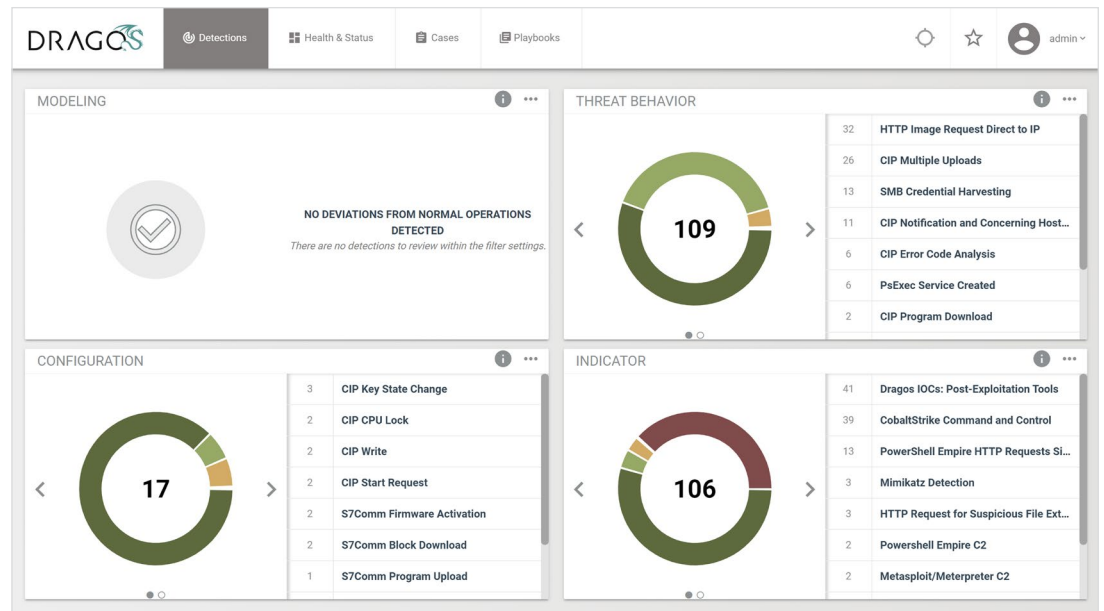 DRAGOS
Detections
Health & Status
Cases
Playbooks
admin
MODELING
NO DEVIATIONS FROM NORMAL OPERATIONS
DETECTED
There are no detections to review within the filter settings.
THREAT BEHAVIOR
109
32 HTTP Image Request Direct to IP
26 CIP Multiple Uploads
13 SMB Credential Harvesting
11 CIP Notification and Concerning Host...
6 CIP Error Code Analysis
6 PsExec Service Created
2 CIP Program Download
CONFIGURATION
17
3 CIP Key State Change
2 CIP CPU Lock
2 CIP Write
2 CIP Start Request
2 S7Comm Firmware Activation
2 S7Comm Block Download
1 S7Comm Program Upload
INDICATOR
106
41 Dragos IOCs: Post-Exploitation Tools
39 CobaltStrike Command and Control
13 PowerShell Empire HTTP Requests Si...
3 Mimikatz Detection
3 HTTP Request for Suspicious File Ext...
2 Powershell Empire C2
2 Metasploit/Meterpreter C2